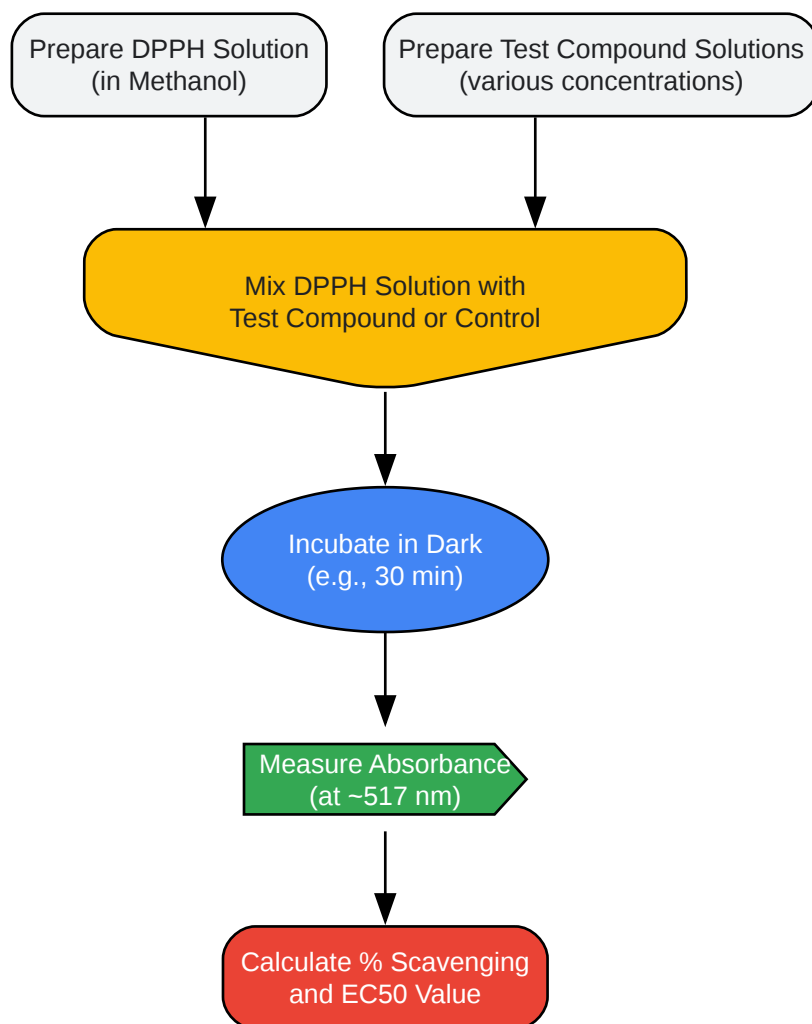 Prepare DPPH Solution
(in Methanol)
Prepare Test Compound Solutions
(various concentrations)
Mix DPPH Solution with
Test Compound or Control
Incubate in Dark
(e.g., 30 min)
Measure Absorbance
(at ~517 nm)
Calculate % Scavenging
and EC50 Value